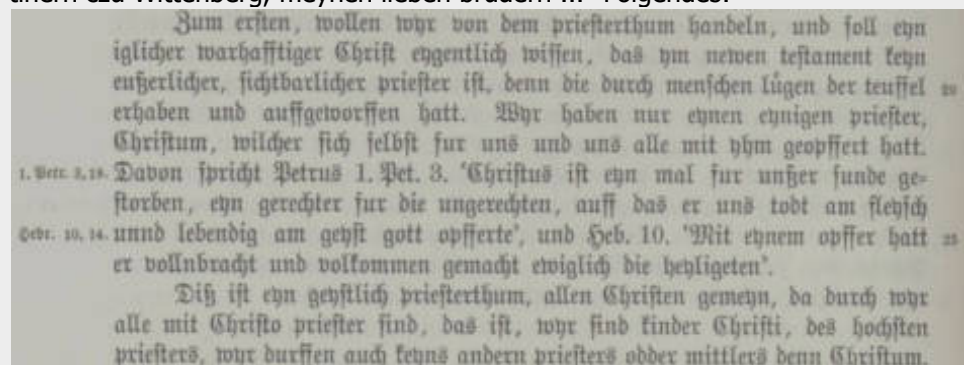 tinern czu Wittenberg, meynen lieben brudern ...“ Folgendes:
Zum ersten, wollen wyr von dem priesterthum handeln, und soll eyn
iglicher warhafftiger Christ eygentlich wissen, das ym newen testament keyn
eußerlicher, sichtbarlicher priester ist, denn die durch menschen lůgen der teuffel 20
erhaben und auffgeworffen hatt. Wyr haben nur eynen eynigen priester,
Christum, wilcher sich selbst fur uns und uns alle mit yhm geopffert hatt.
1. Petr. 3, 18. Davon spricht Petrus 1. Pet. 3. ‘Christus ist eyn mal fur unßer sunde ge-
storben, eyn gerechter fur die ungerechten, auff das er uns todt am fleysch
Hebr. 10, 14. unnd lebendig am geyst gott opfferte’, und Heb. 10. ‘Mit eynem opffer hatt 25
er vollnbracht und volkommen gemacht ewiglich die heyligeten’.
Diß ist eyn geystlich priesterthum, allen Christen gemeyn, da durch wyr
alle mit Christo priester sind, das ist, wyr sind kinder Christi, des hochsten
priesters, wyr durffen auch keyns andern priesters odder mittlers denn Christum.